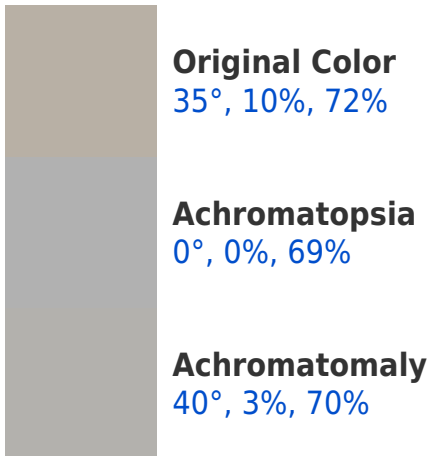 Original Color
35°, 10%, 72%
Achromatopsia
0°, 0%, 69%
Achromatomaly
40°, 3%, 70%